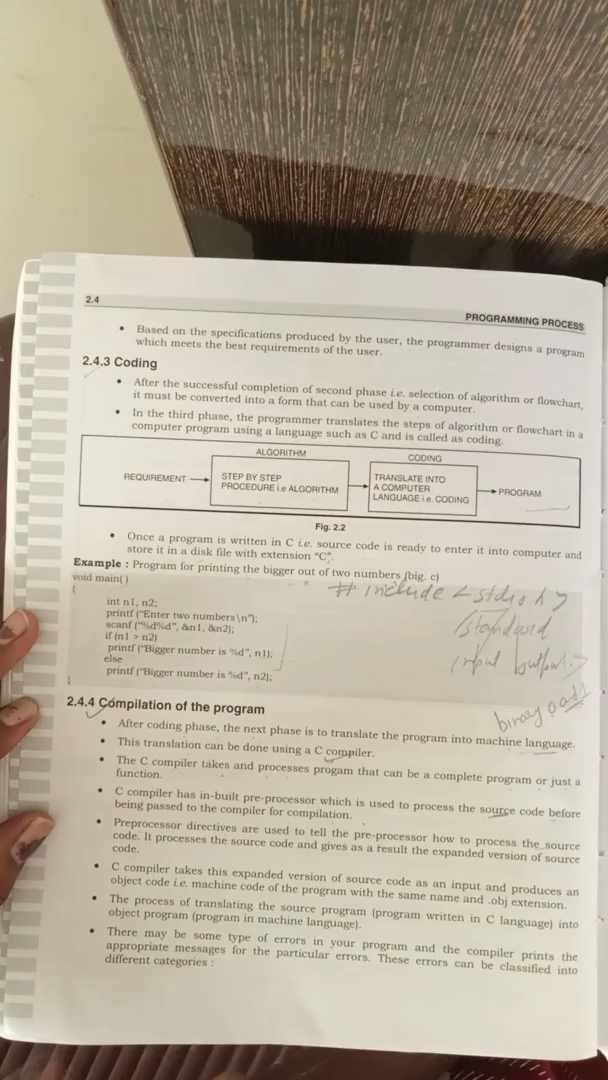 2.4
PROGRAMMING PROCESS
• Based on the specifications produced by the user, the programmer designs a program
which meets the best requirements of the user.
2.4.3 Coding
• After the successful completion of second phase i.e. selection of algorithm or flowchart,
it must be converted into a form that can be used by a computer.
• In the third phase, the programmer translates the steps of algorithm or flowchart in a
computer program using a language such as C and is called as coding.
ALGORITHM
CODING
REQUIREMENT
STEP BY STEP
PROCEDURE i.e ALGORITHM
TRANSLATE INTO
A COMPUTER
LANGUAGE i.e. CODING
PROGRAM
Fig. 2.2
• Once a program is written in C i.e. source code is ready to enter it into computer and
store it in a disk file with extension "C".
Example : Program for printing the bigger out of two numbers (big. c)
void main( )
# include < stdio h >
{
int n1, n2;
printf ("Enter two numbers\n");
scanf ("%d%d", &n1, &n2);
if (n1 > n2)
printf ("Bigger number is %d", n1);
else
printf ("Bigger number is %d", n2);
}
standard
input output
2.4.4 Compilation of the program
binary
• After coding phase, the next phase is to translate the program into machine language.
• This translation can be done using a C compiler.
• The C compiler takes and processes progam that can be a complete program or just a
function.
• C compiler has in-built pre-processor which is used to process the source code before
being passed to the compiler for compilation.
• Preprocessor directives are used to tell the pre-processor how to process the source
code. It processes the source code and gives as a result the expanded version of source
code.
• C compiler takes this expanded version of source code as an input and produces an
object code i.e. machine code of the program with the same name and .obj extension.
• The process of translating the source program (program written in C language) into
object program (program in machine language).
• There may be some type of errors in your program and the compiler prints the
appropriate messages for the particular errors. These errors can be classified into
different categories :